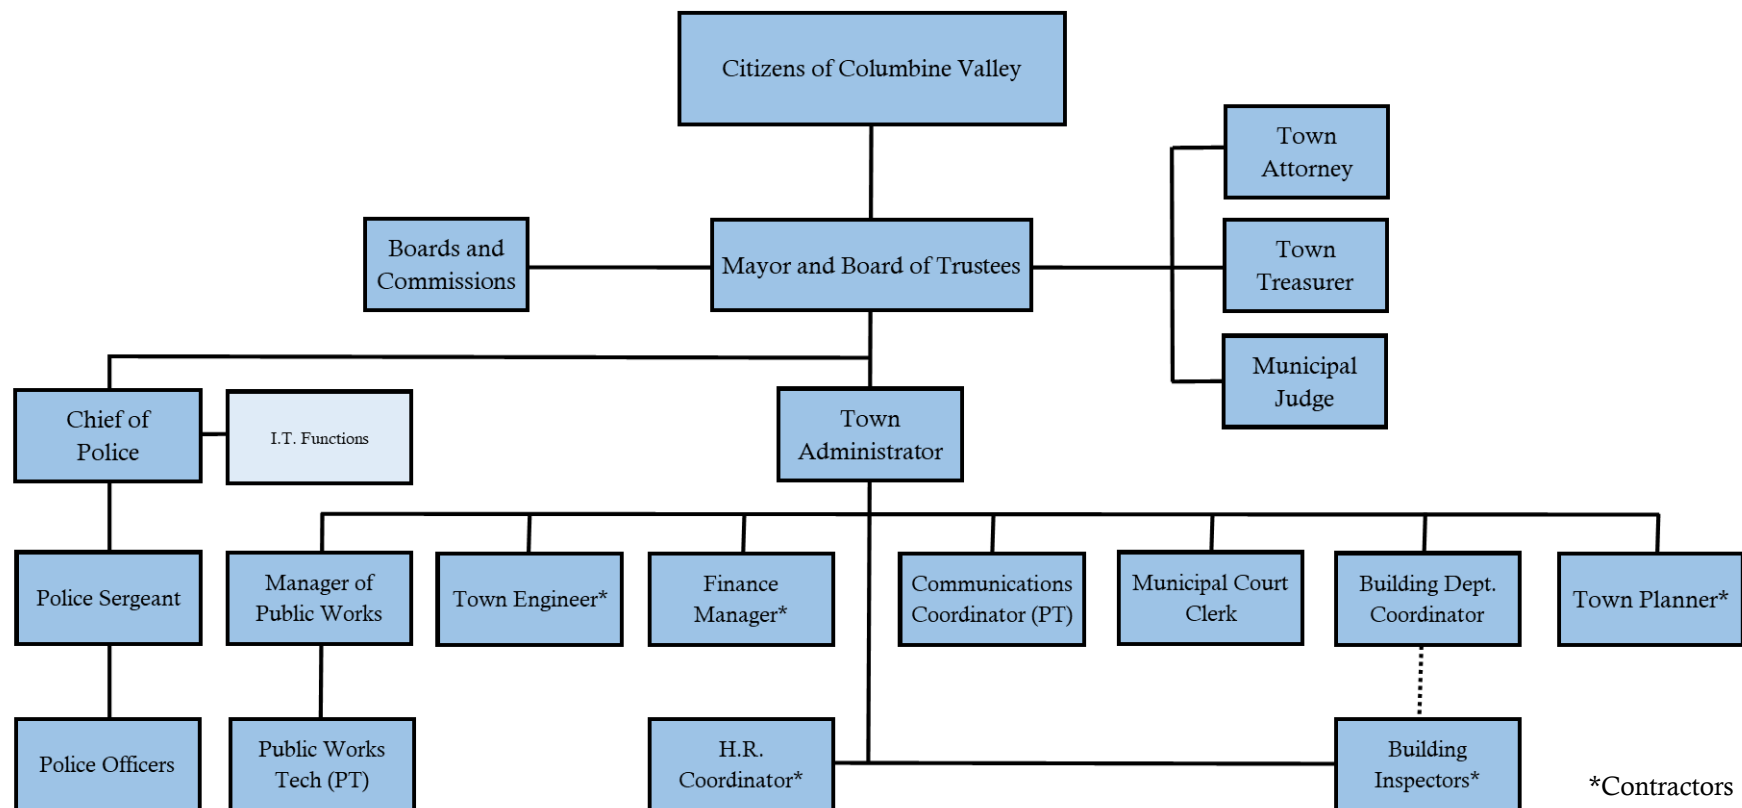 Citizens of Columbine Valley
Town
Attorney
Boards and
Commissions
Mayor and Board of Trustees
Town
Treasurer
Municipal
Judge
Chief of
Police
I.T. Functions
Town
Administrator
Police Sergeant
Manager of
Public Works
Town Engineer*
Finance
Manager*
Communications
Coordinator (PT)
Municipal Court
Clerk
Building Dept.
Coordinator
Town Planner*
Police Officers
Public Works
Tech (PT)
H.R.
Coordinator*
Building
Inspectors*
*Contractors